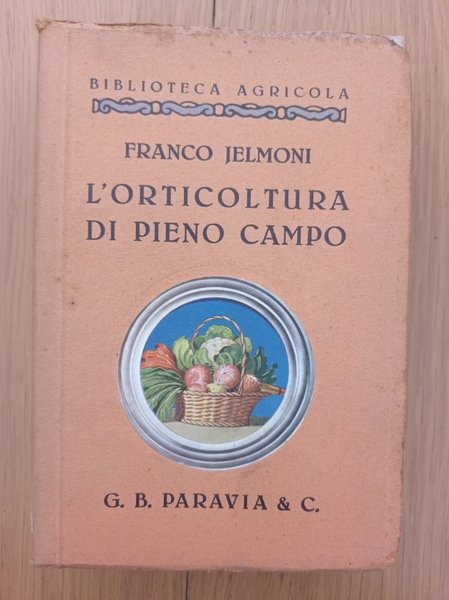 BIBLIOTECA AGRICOLA
FRANCO JELMONI
L'ORTICOLTURA
DI PIENO CAMPO
G. B. PARAVIA & C.